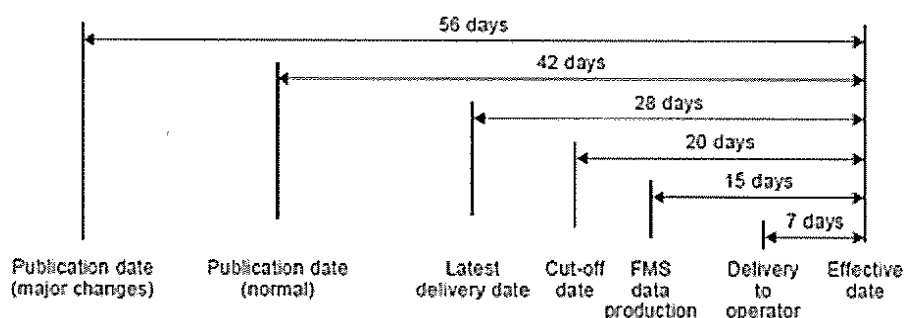 56 days
42 days
28 days
20 days
15 days
7 days
Publication date
(major changes)
Publication date
(normal)
Latest
delivery date
Cut-off
date
FMS
data
production
Delivery
to
operator
Effective
date